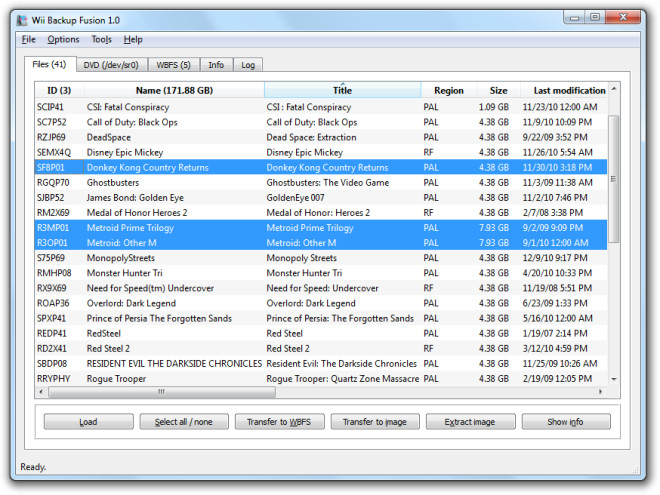 Wii Backup Fusion 1.0
File Options Tools Help
Files (41) DVD (/dev/sr0) WBFS (5) Info Log
ID (3) Name (171.88 GB) Title Region Size Last modification
SCIP41 CSI: Fatal Conspiracy CSI : Fatal Conspiracy PAL 1.09 GB 11/23/10 12:00 AM
SC7P52 Call of Duty: Black Ops Call of Duty: Black Ops PAL 4.38 GB 11/9/10 10:09 PM
RZJP69 DeadSpace Dead Space: Extraction PAL 4.38 GB 9/22/09 3:52 PM
SEMX4Q Disney Epic Mickey Disney Epic Mickey RF 4.38 GB 11/26/10 5:54 AM
SF8P01 Donkey Kong Country Returns Donkey Kong Country Returns PAL 4.38 GB 11/30/10 3:18 PM
RGQP70 Ghostbusters Ghostbusters: The Video Game PAL 4.38 GB 11/3/09 11:38 AM
SJBP52 James Bond: Golden Eye GoldenEye 007 PAL 4.38 GB 11/2/10 7:46 PM
RM2X69 Medal of Honor Heroes 2 Medal of Honor: Heroes 2 RF 4.38 GB 2/7/08 3:38 PM
R3MP01 Metroid Prime Trilogy Metroid Prime Trilogy PAL 7.93 GB 9/2/09 9:09 PM
R3OP01 Metroid: Other M Metroid: Other M PAL 7.93 GB 9/1/10 12:00 AM
S75P69 MonopolyStreets Monopoly Streets PAL 4.38 GB 12/9/10 9:17 PM
RMHP08 Monster Hunter Tri Monster Hunter Tri PAL 4.38 GB 4/20/10 10:33 PM
RX9X69 Need for Speed(tm) Undercover Need for Speed: Undercover RF 4.38 GB 11/19/08 5:51 PM
ROAP36 Overlord: Dark Legend Overlord: Dark Legend PAL 4.38 GB 6/23/09 1:33 PM
SPXP41 Prince of Persia The Forgotten Sands Prince of Persia: The Forgotten Sands PAL 4.38 GB 5/16/10 12:00 AM
REDP41 RedSteel Red Steel PAL 4.38 GB 1/19/07 2:14 PM
RD2X41 Red Steel 2 Red Steel 2 RF 4.38 GB 3/12/10 4:59 PM
SBDP08 RESIDENT EVIL THE DARKSIDE CHRONICLES Resident Evil: The Darkside Chronicles PAL 4.38 GB 11/25/09 10:26 AM
RRYPHY Rogue Trooper Rogue Trooper: Quartz Zone Massacre PAL 4.38 GB 2/19/09 12:05 PM
Load Select all / none Transfer to WBFS Transfer to image Extract image Show info
Ready.